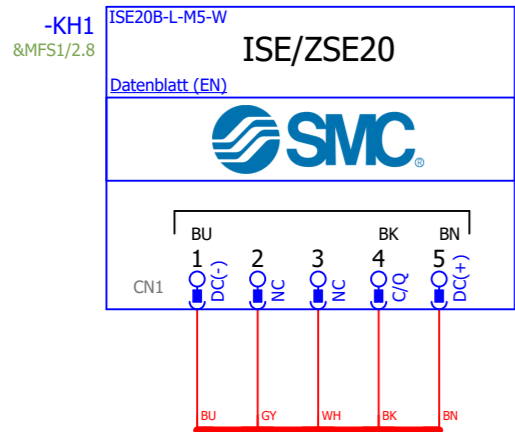 -KH1
&MFS1/2.8
ISE20B-L-M5-W
ISE/ZSE20
Datenblatt (EN)
SMC®
BU BK BN
1 2 3 4 5
CN1 DC(-) NC NC C/Q DC(+)
BU GY WH BK BN